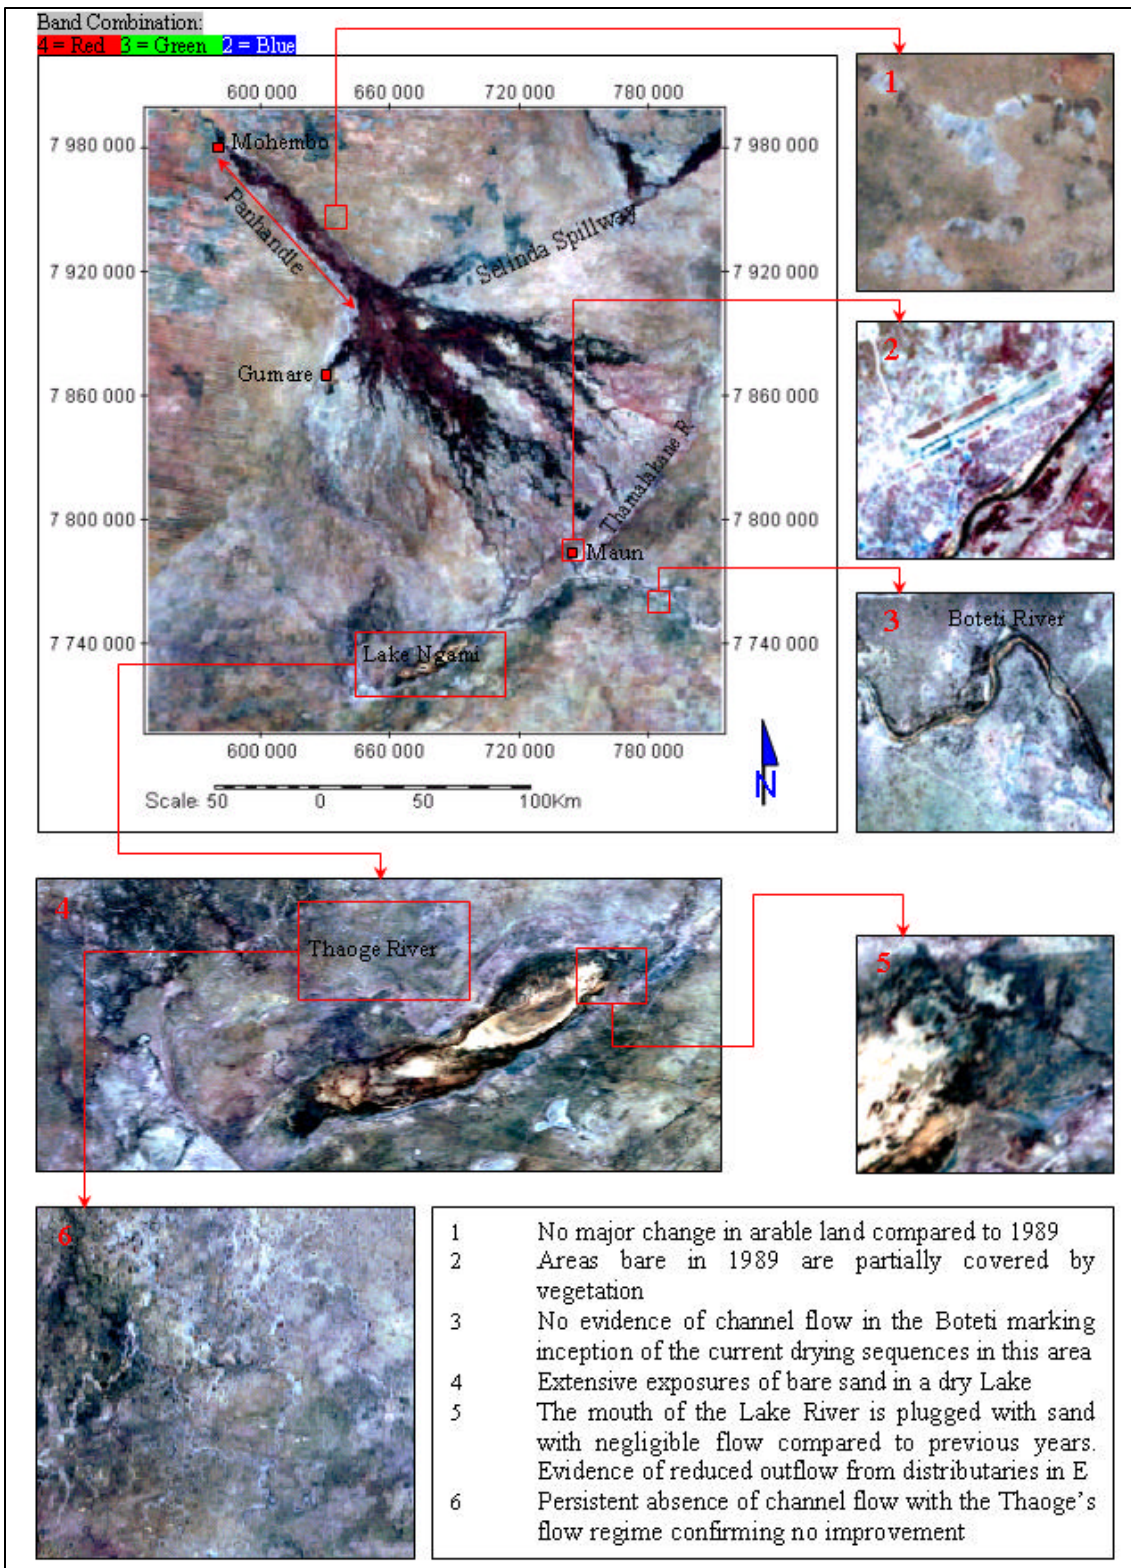 Band Combination:
4 = Red 3 = Green 2 = Blue
600 000 660 000 720 000 780 000
7 980 000
7 980 000
Mohembo
Panhandle
Selinda Spillway
7 920 000
7 920 000
Gumare
7 860 000
7 860 000
Thamalakane R
7 800 000
7 800 000
Maun
7 740 000
7 740 000
Lake Ngami
600 000 660 000 720 000 780 000
Scale 50 0 50 100Km
N
1
2
3
Boteti River
4
Thaoge River
5
6
1 No major change in arable land compared to 1989
2 Areas bare in 1989 are partially covered by
vegetation
3 No evidence of channel flow in the Boteti marking
inception of the current drying sequences in this area
4 Extensive exposures of bare sand in a dry Lake
5 The mouth of the Lake River is plugged with sand
with negligible flow compared to previous years.
Evidence of reduced outflow from distributaries in E
6 Persistent absence of channel flow with the Thaoge's
flow regime confirming no improvement